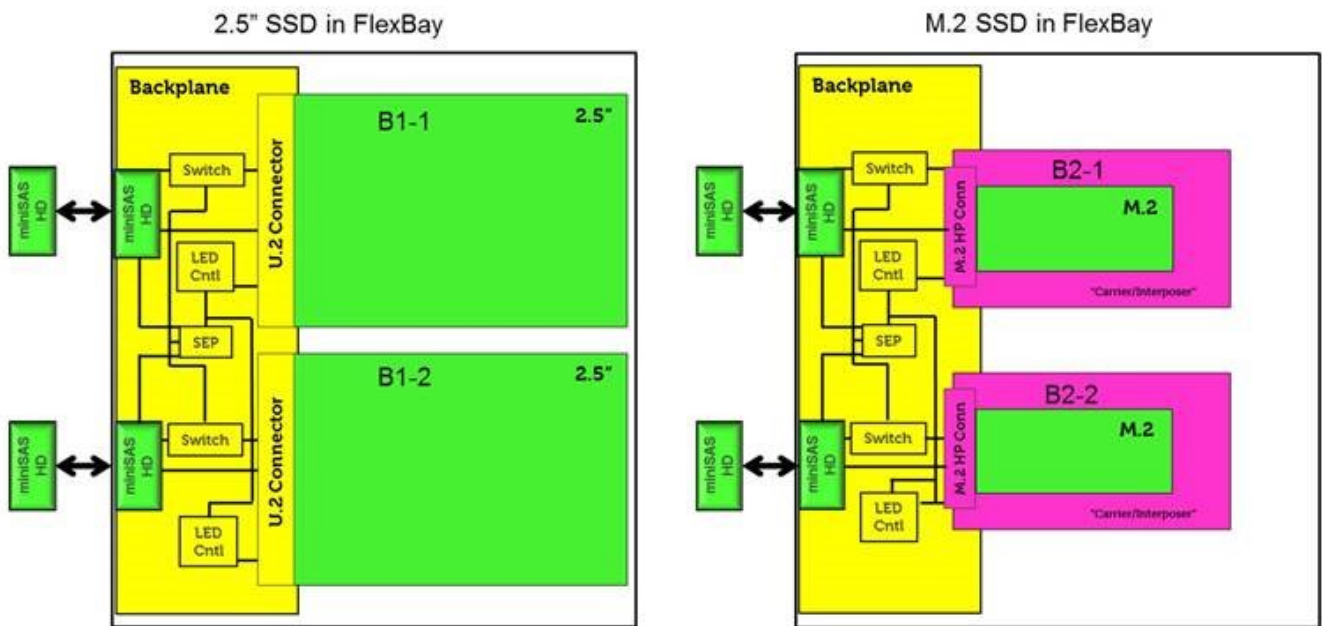 2.5” SSD in FlexBay
Backplane
2.5”
B1-1
Switch
miniSAS
HD
miniSAS
HD
U.2 Connector
LED
Cntl
SEP
B1-2
2.5”
miniSAS
HD
miniSAS
HD
Switch
U.2 Connector
LED
Cntl
M.2 SSD in FlexBay
Backplane
Switch
B2-1
M.2
miniSAS
HD
miniSAS
HD
M.2 HP Conn
LED
Cntl
"Carrier/Interposer"
SEP
B2-2
M.2
miniSAS
HD
miniSAS
HD
Switch
M.2 HP Conn
LED
Cntl
"Carrier/Interposer"